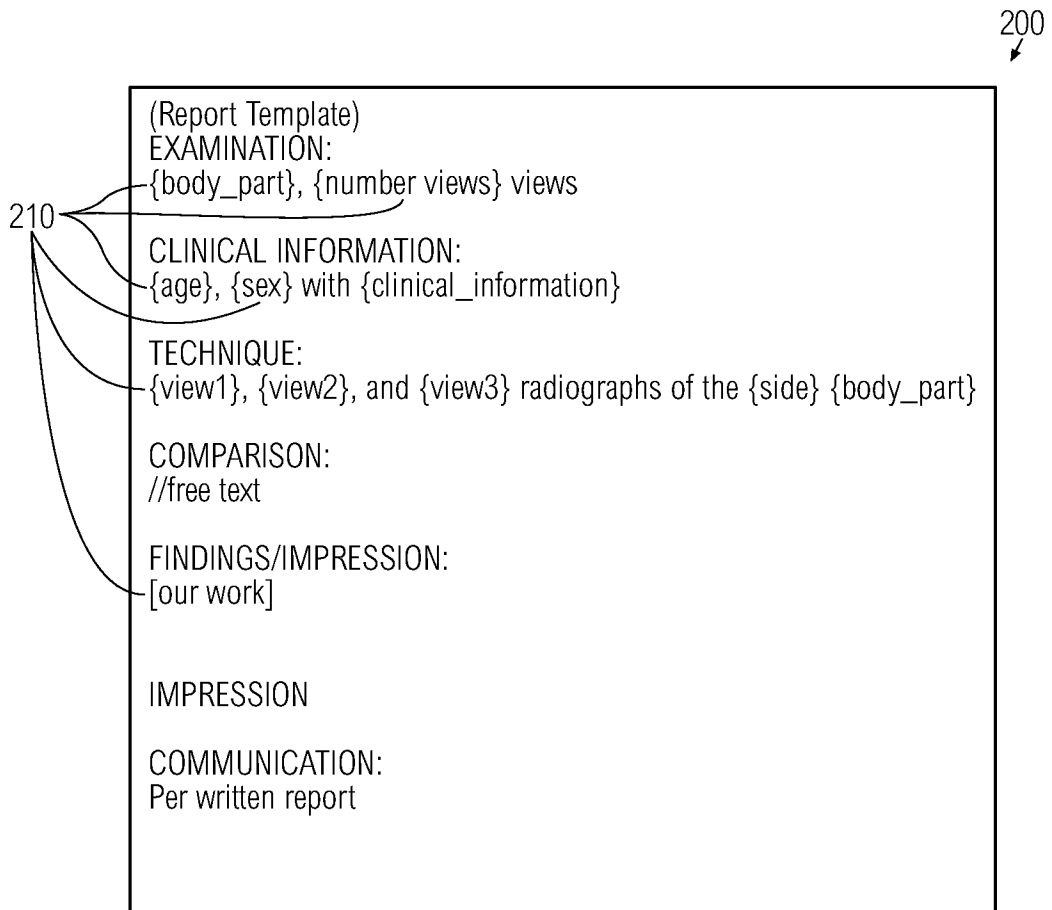 200
(Report Template)
EXAMINATION:
{body_part}, {number views} views
210
CLINICAL INFORMATION:
{age}, {sex} with {clinical_information}
TECHNIQUE:
{view1}, {view2}, and {view3} radiographs of the {side} {body_part}
COMPARISON:
//free text
FINDINGS/IMPRESSION:
[our work]
IMPRESSION
COMMUNICATION:
Per written report